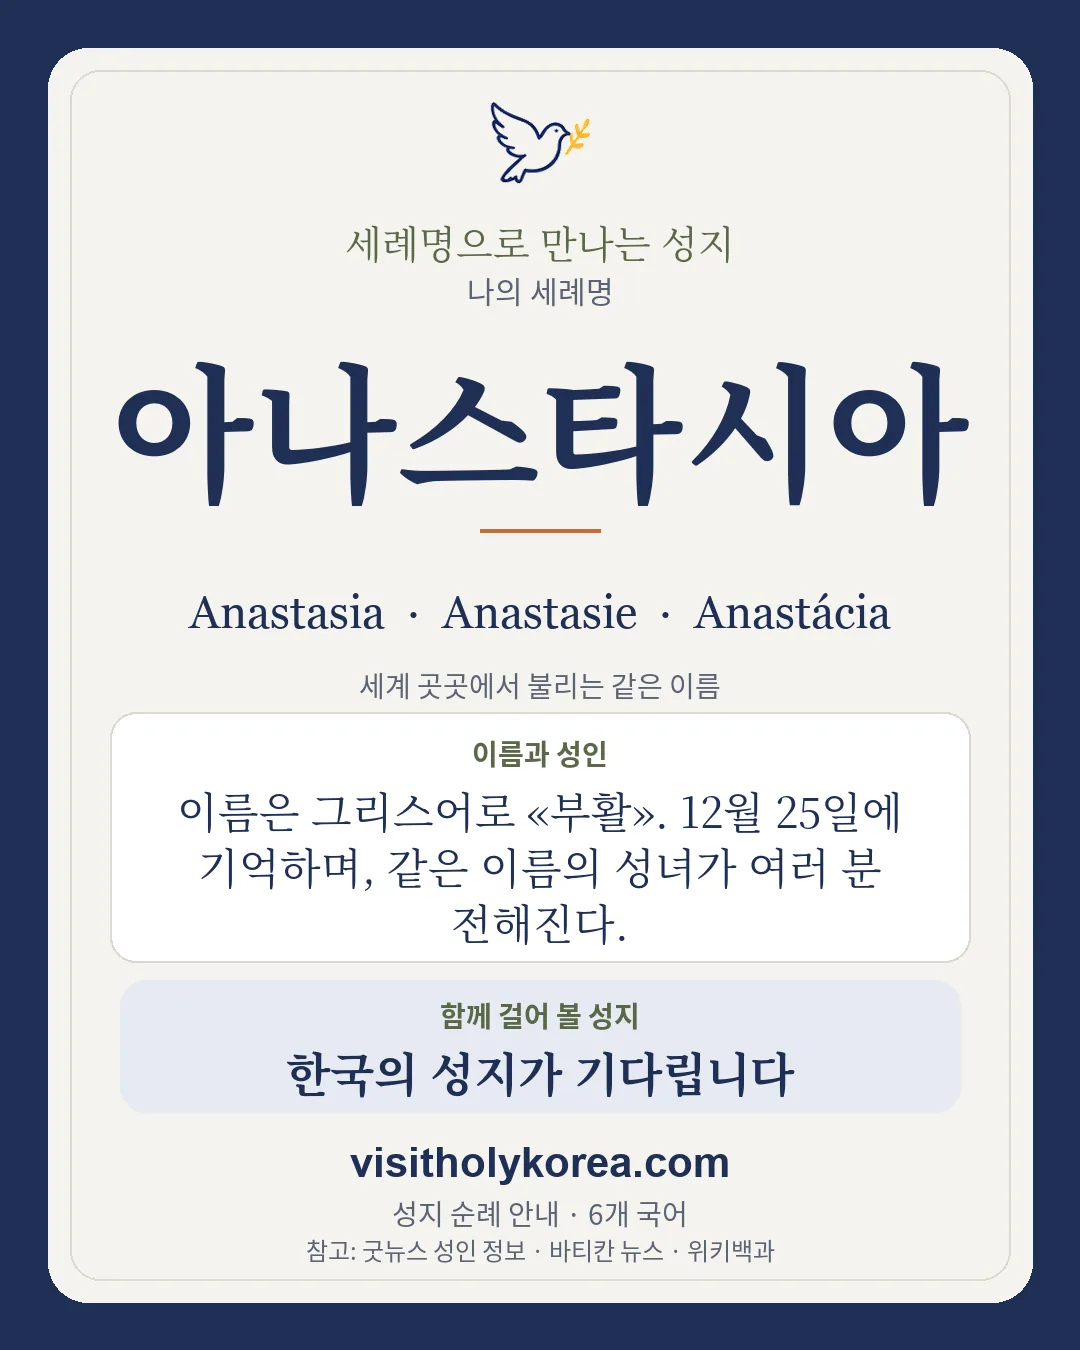 세례명으로 만나는 성지
나의 세례명
아나스타시아
Anastasia · Anastasie · Anastácia
세계 곳곳에서 불리는 같은 이름
이름과 성인
이름은 그리스어로 «부활». 12월 25일에
기억하며, 같은 이름의 성녀가 여러 분
전해진다.
함께 걸어 볼 성지
한국의 성지가 기다립니다
visitholykorea.com
성지 순례 안내 · 6개 국어
참고: 굿뉴스 성인 정보 · 바티칸 뉴스 · 위키백과